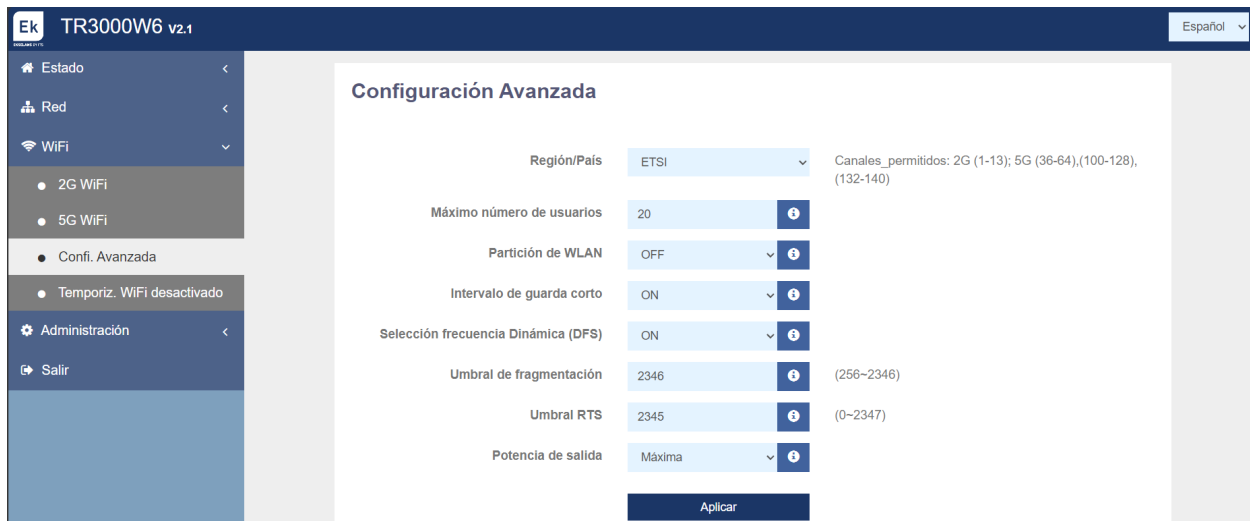 Ek TR3000W6 V2.1
Español
Estado
Red
WiFi
2G WiFi
5G WiFi
Confi. Avanzada
Temporiz. WiFi desactivado
Administración
Salir
Configuración Avanzada
Región/País ETSI Canales_permitidos: 2G (1-13); 5G (36-64),(100-128),
(132-140)
Máximo número de usuarios 20
Partición de WLAN OFF
Intervalo de guarda corto ON
Selección frecuencia Dinámica (DFS) ON
Umbral de fragmentación 2346 (256~2346)
Umbral RTS 2345 (0~2347)
Potencia de salida Máxima
Aplicar